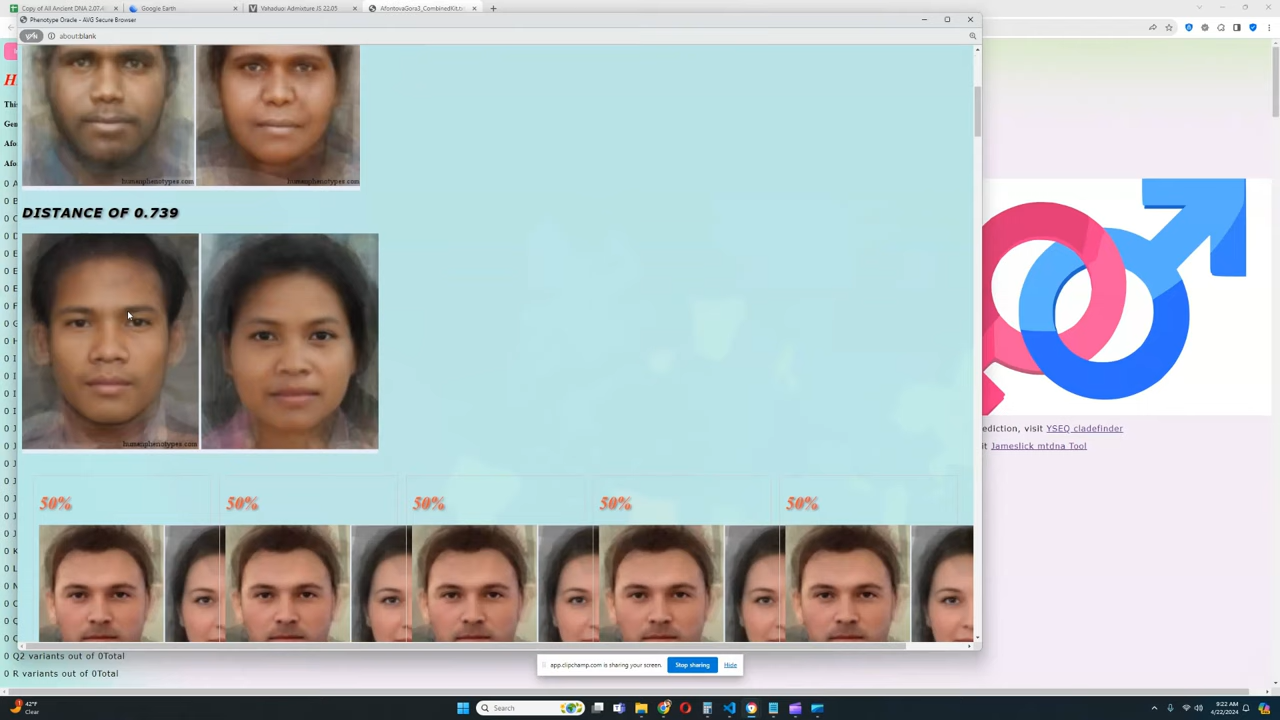 Copy of All Ancient DNA 2.07.4
Google Earth
Vahaduo: Admixture JS 22.05
AfontovaGora3_CombinedKit.tx
Phenotype Oracle - AVG Secure Browser
about:blank
humanphenotypes.com
humanphenotypes.com
DISTANCE OF 0.739
humanphenotypes.com
50%
50%
50%
50%
50%
ediction, visit YSEQ cladefinder
it Jameslick mtdna Tool
0 Q2 variants out of 0Total
0 R variants out of 0Total
app.clipchamp.com is sharing your screen.
Stop sharing
Hide
42°F
Clear
Search
9:22 AM
4/22/2024